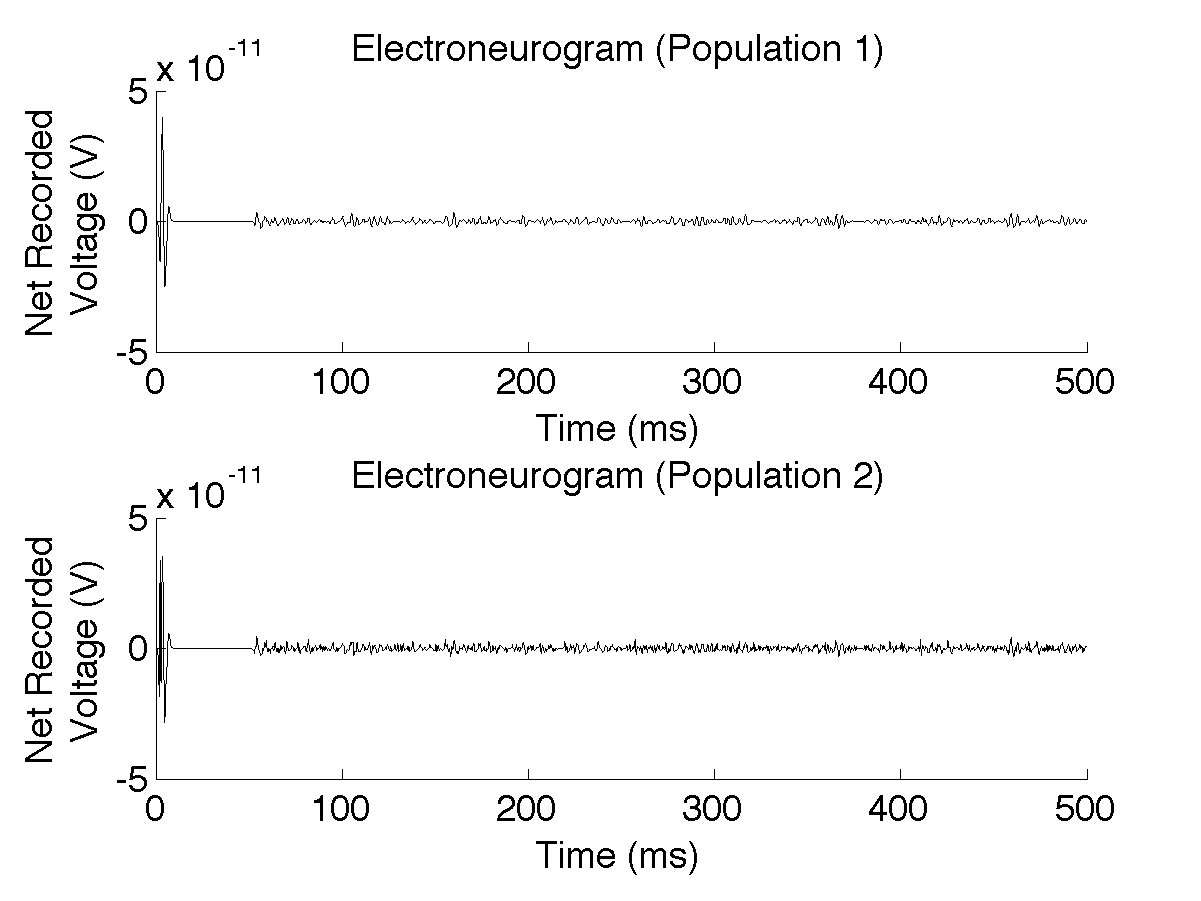 Electroneurogram (Population 1)
x 10^-11
5
0
-5
Net Recorded
Voltage (V)
0 100 200 300 400 500
Time (ms)
Electroneurogram (Population 2)
x 10^-11
5
0
-5
Net Recorded
Voltage (V)
0 100 200 300 400 500
Time (ms)